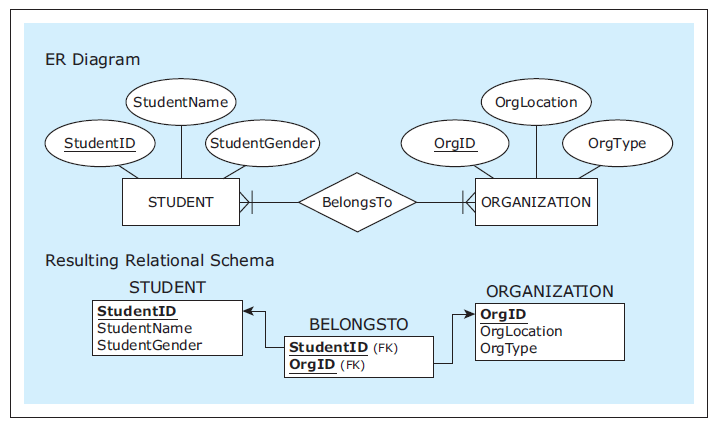 ER Diagram
StudentName
OrgLocation
StudentID
StudentGender
OrgID
OrgType
STUDENT
BelongsTo
ORGANIZATION
Resulting Relational Schema
STUDENT
StudentID
StudentName
StudentGender
BELONGSTO
StudentID (FK)
OrgID (FK)
ORGANIZATION
OrgID
OrgLocation
OrgType